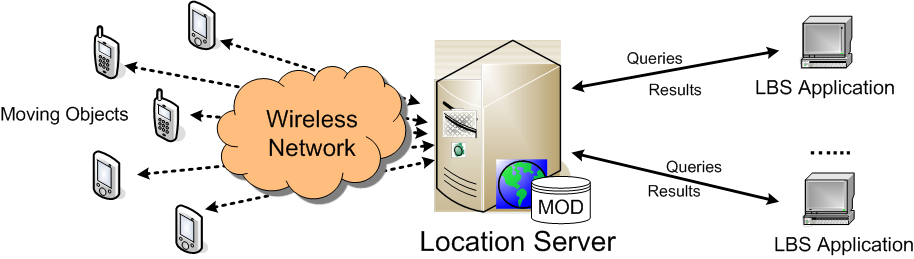 Moving Objects
Wireless
Network
MOD
Location Server
Queries
Results
LBS Application
......
Queries
Results
LBS Application